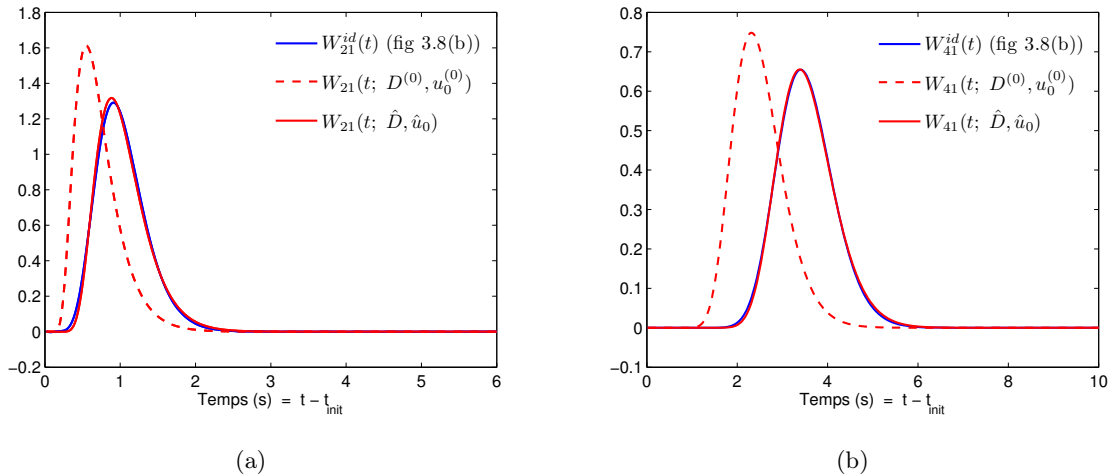 1.8
1.6
1.4
1.2
1
0.8
0.6
0.4
0.2
0
−0.2
0 1 2 3 4 5 6
Temps (s) = t − t_init
W_{21}^{id}(t) (fig 3.8(b))
W_{21}(t; D^{(0)}, u_0^{(0)})
W_{21}(t; \hat{D}, \hat{u}_0)
(a)
0.8
0.7
0.6
0.5
0.4
0.3
0.2
0.1
0
−0.1
0 2 4 6 8 10
Temps (s) = t − t_init
W_{41}^{id}(t) (fig 3.8(b))
W_{41}(t; D^{(0)}, u_0^{(0)})
W_{41}(t; \hat{D}, \hat{u}_0)
(b)